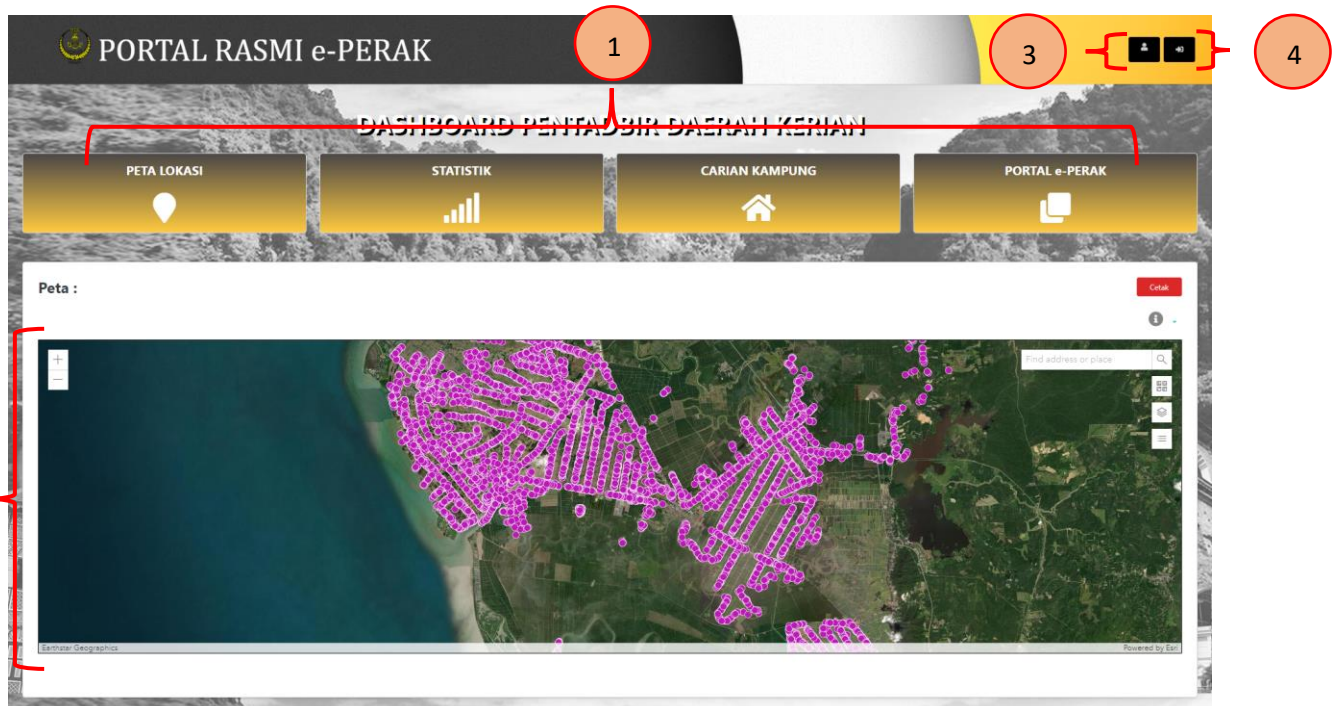 PORTAL RASMI e-PERAK
1
3
4
DASHBOARD PENTADBIR DAERAH KERIAN
PETA LOKASI
STATISTIK
CARIAN KAMPUNG
PORTAL e-PERAK
Peta :
Cetak
Find address or place
Earthstar Geographics
Powered by Esri